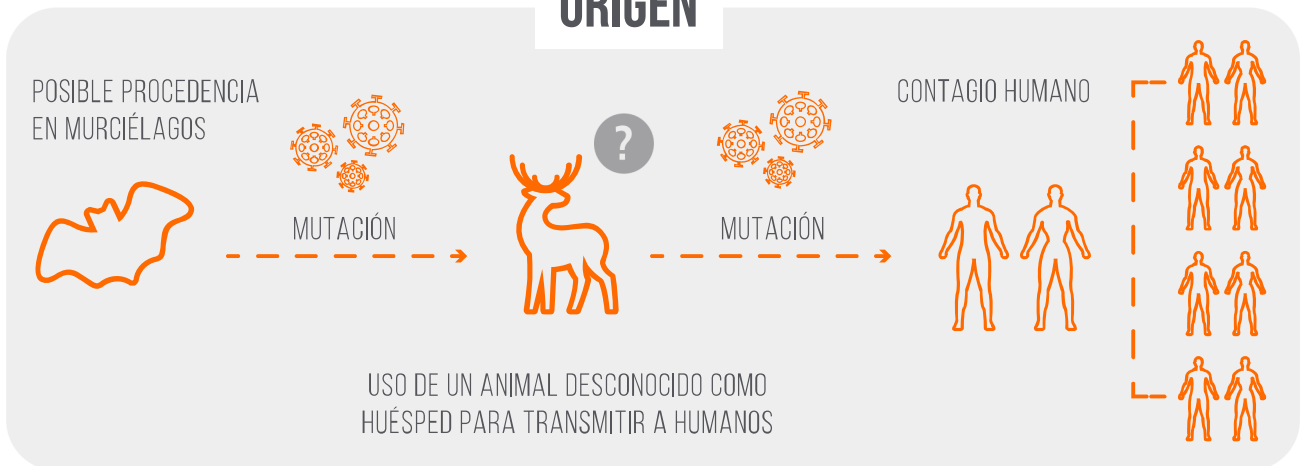 ORIGEN
POSIBLE PROCEDENCIA
EN MURCIÉLAGOS
MUTACIÓN
?
MUTACIÓN
CONTAGIO HUMANO
USO DE UN ANIMAL DESCONOCIDO COMO
HUÉSPED PARA TRANSMITIR A HUMANOS